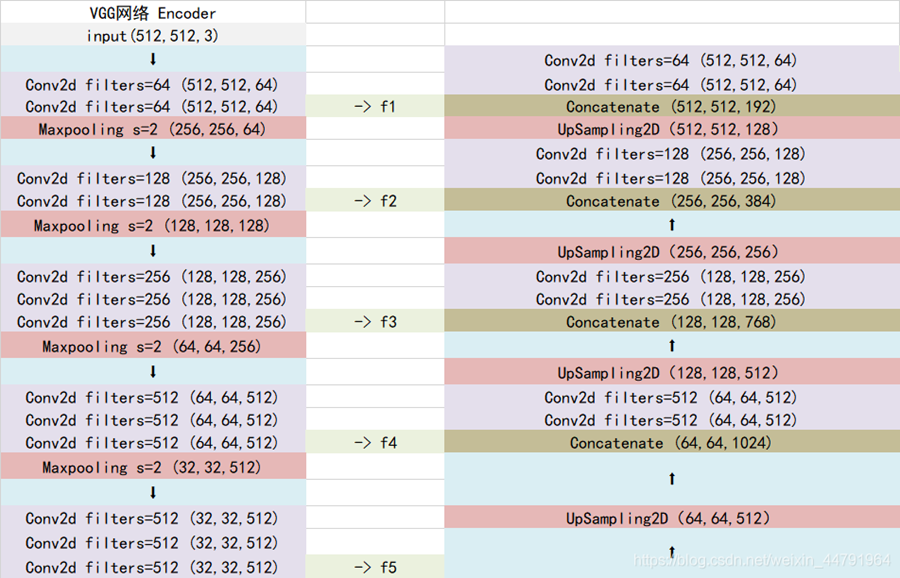 VGG网络 Encoder
input(512,512,3)
↓
Conv2d filters=64 (512,512,64)
Conv2d filters=64 (512,512,64)
Maxpooling s=2 (256,256,64)
↓
Conv2d filters=128 (256,256,128)
Conv2d filters=128 (256,256,128)
Maxpooling s=2 (128,128,128)
↓
Conv2d filters=256 (128,128,256)
Conv2d filters=256 (128,128,256)
Conv2d filters=256 (128,128,256)
Maxpooling s=2 (64,64,256)
↓
Conv2d filters=512 (64,64,512)
Conv2d filters=512 (64,64,512)
Conv2d filters=512 (64,64,512)
Maxpooling s=2 (32,32,512)
↓
Conv2d filters=512 (32,32,512)
Conv2d filters=512 (32,32,512)
Conv2d filters=512 (32,32,512)
-> f1
-> f2
-> f3
-> f4
-> f5
Conv2d filters=64 (512,512,64)
Conv2d filters=64 (512,512,64)
Concatenate (512,512,192)
UpSampling2D (512,512,128)
Conv2d filters=128 (256,256,128)
Conv2d filters=128 (256,256,128)
Concatenate (256,256,384)
↑
UpSampling2D (256,256,256)
Conv2d filters=256 (128,128,256)
Conv2d filters=256 (128,128,256)
Concatenate (128,128,768)
↑
UpSampling2D (128,128,512)
Conv2d filters=512 (64,64,512)
Conv2d filters=512 (64,64,512)
Concatenate (64,64,1024)
↑
UpSampling2D (64,64,512)
↑
https://blog.csdn.net/weixin_44791964